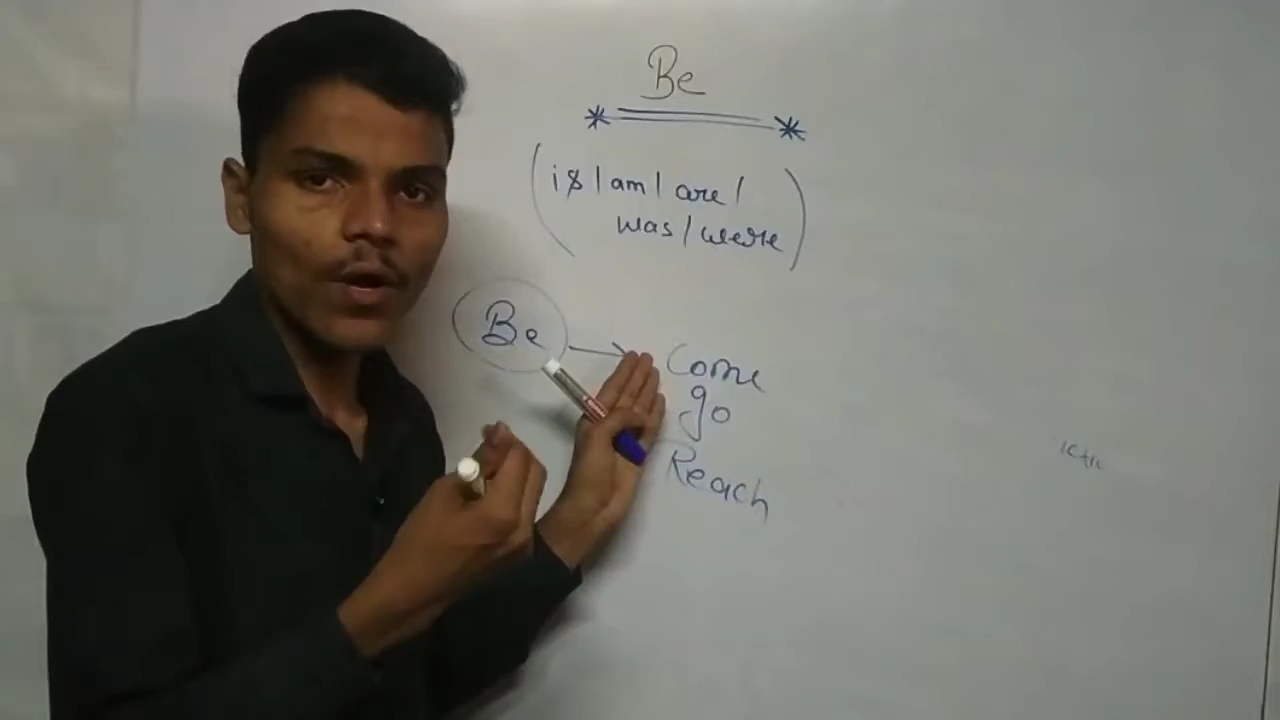 Be
(is/am/are/
was/were)
Be → Come
go
Reach